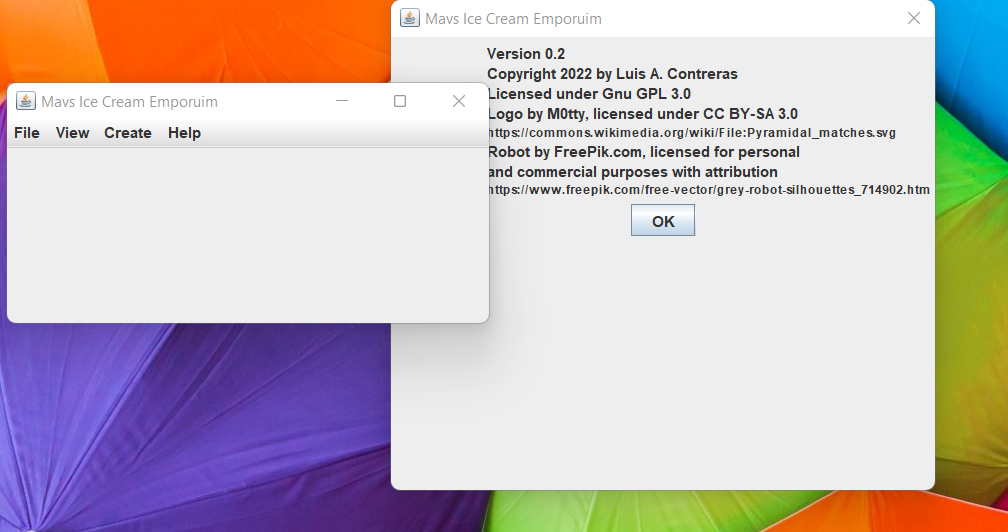 Mavs Ice Cream Emporuim
Version 0.2
Copyright 2022 by Luis A. Contreras
Licensed under Gnu GPL 3.0
Logo by M0tty, licensed under CC BY-SA 3.0
https://commons.wikimedia.org/wiki/File:Pyramidal_matches.svg
Robot by FreePik.com, licensed for personal
and commercial purposes with attribution
https://www.freepik.com/free-vector/grey-robot-silhouettes_714902.htm
OK
Mavs Ice Cream Emporuim
File View Create Help